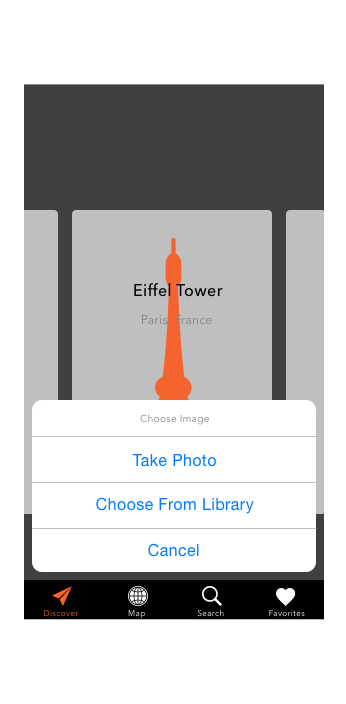 Eiffel Tower
Paris, France
Choose Image
Take Photo
Choose From Library
Cancel
Discover
Map
Search
Favorites